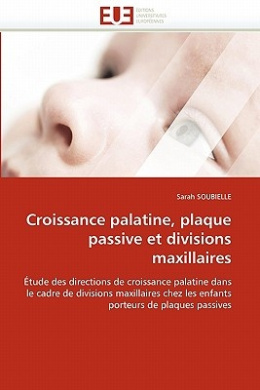 EUE
ÉDITIONS
UNIVERSITAIRES
EUROPÉENNES
Sarah SOUBIELLE
Croissance palatine, plaque
passive et divisions
maxillaires
Étude des directions de croissance palatine dans
le cadre de divisions maxillaires chez les enfants
porteurs de plaques passives